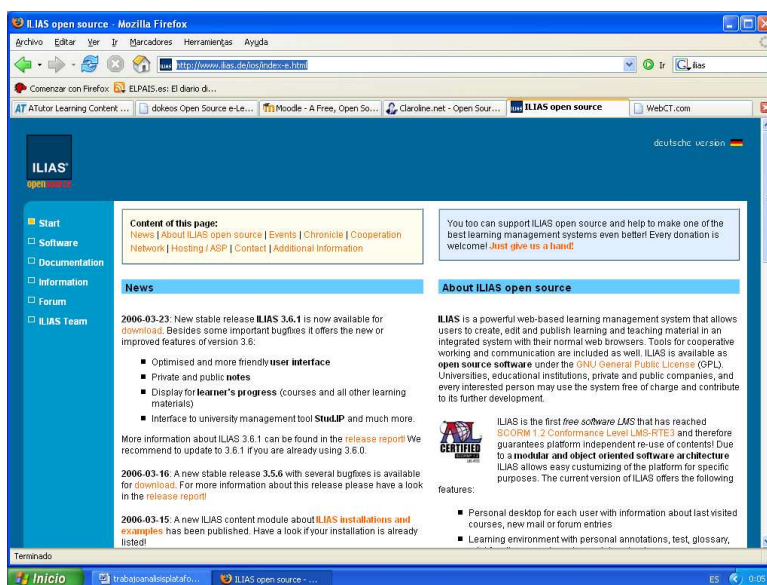 ILIAS open source - Mozilla Firefox
Archivo Editar Ver Ir Marcadores Herramientas Ayuda
http://www.ilias.de/ios/index-e.html
Ir
ilias
Comenzar con Firefox ELPAIS.es: El diario di...
ATutor Learning Content ... dokeos Open Source e-Le... Moodle - A Free, Open So... Claroline.net - Open Sour... ILIAS open source WebCT.com
deutsche version
ILIAS
open source
Start
Software
Documentation
Information
Forum
ILIAS Team
Content of this page:
News | About ILIAS open source | Events | Chronicle | Cooperation
Network | Hosting / ASP | Contact | Additional Information
News
2006-03-23: New stable release ILIAS 3.6.1 is now available for
download. Besides some important bugfixes it offers the new or
improved features of version 3.6:
Optimised and more friendly user interface
Private and public notes
Display for learner's progress (courses and all other learning
materials)
Interface to university management tool Stud.IP and much more.
More information about ILIAS 3.6.1 can be found in the release report! We
recommend to update to 3.6.1 if you are already using 3.6.0.
2006-03-16: A new stable release 3.5.6 with several bugfixes is available
for download. For more information about this release please have a look
in the release report!
2006-03-15: A new ILIAS content module about ILIAS installations and
examples has been published. Have a look if your installation is already
listed!
You too can support ILIAS open source and help to make one of the
best learning management systems even better! Every donation is
welcome! Just give us a hand!
About ILIAS open source
ILIAS is a powerful web-based learning management system that allows
users to create, edit and publish learning and teaching material in an
integrated system with their normal web browsers. Tools for cooperative
working and communication are included as well. ILIAS is available as
open source software under the GNU General Public License (GPL).
Universities, educational institutions, private and public companies, and
every interested person may use the system free of charge and contribute
to its further development.
CERTIFIED
ILIAS is the first free software LMS that has reached
SCORM 1.2 Conformance Level LMS-RTE3 and therefore
guarantees platform independent re-use of contents! Due
to a modular and object oriented software architecture
ILIAS allows easy custumizing of the platform for specific
purposes. The current version of ILIAS offers the following
features:
Personal desktop for each user with information about last visited
courses, new mail or forum entries
Learning environment with personal annotations, test, glossary,
Terminado
Inicio trabajoanalisisplatafo... ILIAS open source - ... ES 0:05